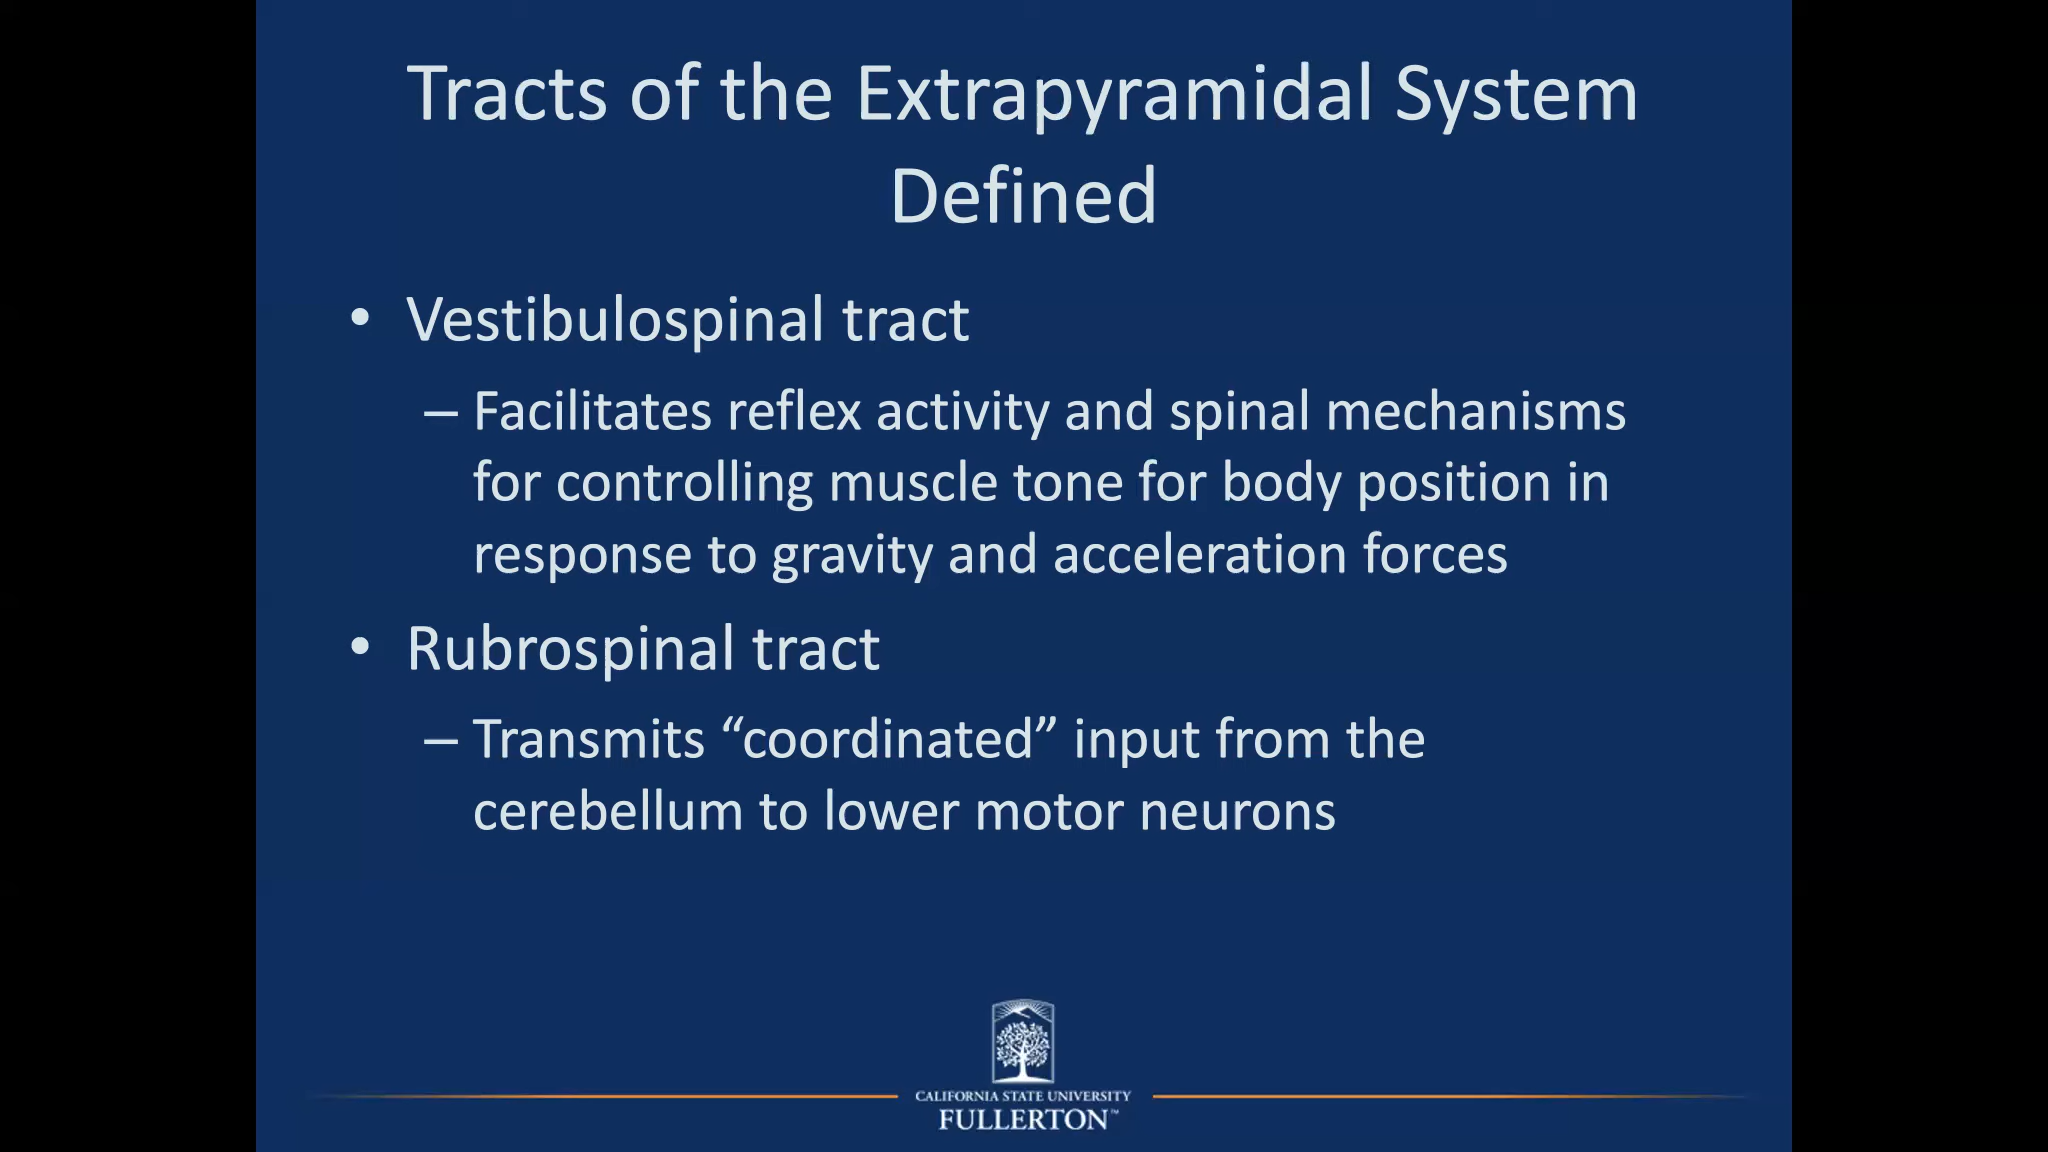 Tracts of the Extrapyramidal System
Defined
• Vestibulospinal tract
– Facilitates reflex activity and spinal mechanisms
for controlling muscle tone for body position in
response to gravity and acceleration forces
• Rubrospinal tract
– Transmits “coordinated” input from the
cerebellum to lower motor neurons
CALIFORNIA STATE UNIVERSITY
FULLERTON™